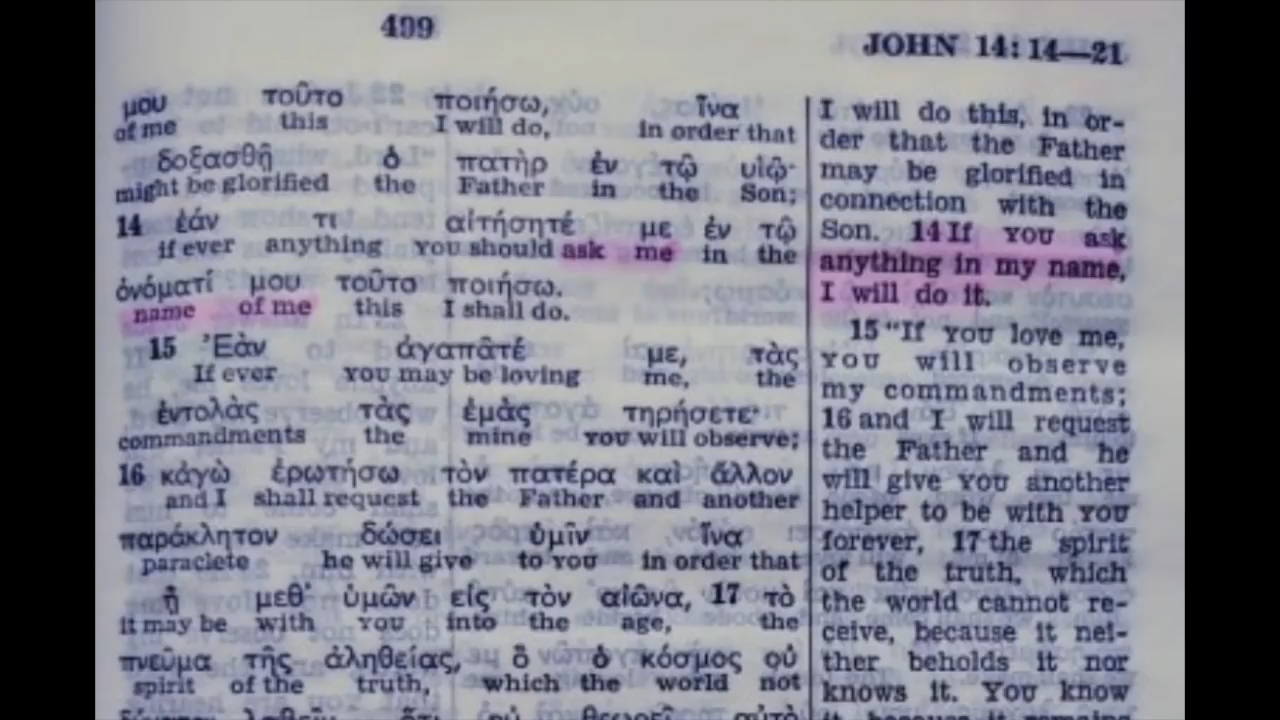 499
JOHN 14:14—21
μου τοῦτο ποιήσω, ἵνα
of me this I will do, in order that
δοξασθῇ ὁ πατὴρ ἐν τῷ υἱῷ·
might be glorified the Father in the Son;
14 ἐάν τι αἰτήσητέ με ἐν τῷ
if ever anything YOU should ask me in the
ὀνόματί μου τοῦτο ποιήσω.
name of me this I shall do.
15 Ἐὰν ἀγαπᾶτέ με, τὰς
If ever YOU may be loving me, the
ἐντολὰς τὰς ἐμὰς τηρήσετε·
commandments the mine YOU will observe;
16 κἀγὼ ἐρωτήσω τὸν πατέρα καὶ ἄλλον
and I shall request the Father and another
παράκλητον δώσει ὑμῖν ἵνα
paraclete he will give to YOU in order that
ᾖ μεθ' ὑμῶν εἰς τὸν αἰῶνα, 17 τὸ
it may be with YOU into the age, the
πνεῦμα τῆς ἀληθείας, ὃ ὁ κόσμος οὐ
spirit of the truth, which the world not
I will do this, in or-
der that the Father
may be glorified in
connection with the
Son. 14 If YOU ask
anything in my name,
I will do it.
15 "If YOU love me,
YOU will observe
my commandments;
16 and I will request
the Father and he
will give YOU another
helper to be with YOU
forever, 17 the spirit
of the truth, which
the world cannot re-
ceive, because it nei-
ther beholds it nor
knows it. YOU know